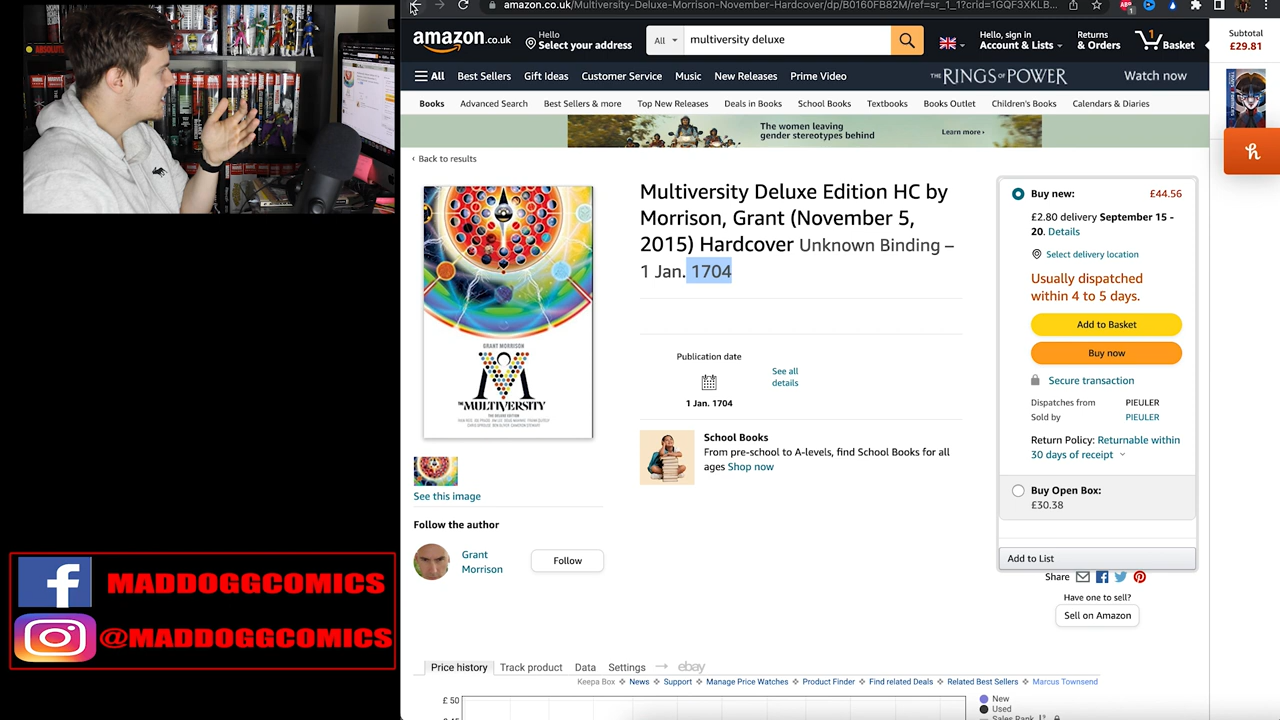 amazon.co.uk/Multiversity-Deluxe-Morrison-November-Hardcover/dp/B0160FB82M/ref=sr_1_1?crid=1GQP3XKLB...
amazon.co.uk
Hello
Select your address
All
multiversity deluxe
Hello, sign in
Account & Lists
Returns
& Orders
1
Basket
Subtotal
£29.81
All
Best Sellers
Gift Ideas
Customer Service
Music
New Releases
Prime Video
THE RINGS OF POWER
Watch now
Books
Advanced Search
Best Sellers & more
Top New Releases
Deals in Books
School Books
Textbooks
Books Outlet
Children's Books
Calendars & Diaries
The women leaving
gender stereotypes behind
Learn more ›
‹ Back to results
Multiversity Deluxe Edition HC by
Morrison, Grant (November 5,
2015) Hardcover Unknown Binding –
1 Jan. 1704
Publication date
1 Jan. 1704
See all
details
School Books
From pre-school to A-levels, find School Books for all
ages Shop now
GRANT MORRISON
THE MULTIVERSITY
THE DELUXE EDITION
See this image
Follow the author
Grant
Morrison
Follow
Buy new:
£44.56
£2.80 delivery September 15 -
20. Details
Select delivery location
Usually dispatched
within 4 to 5 days.
Add to Basket
Buy now
Secure transaction
Dispatches from
PIEULER
Sold by
PIEULER
Return Policy: Returnable within
30 days of receipt
Buy Open Box:
£30.38
Add to List
Share
Have one to sell?
Sell on Amazon
Price history
Track product
Data
Settings
ebay
Keepa Box
News
Support
Manage Price Watches
Product Finder
Find related Deals
Related Best Sellers
Marcus Townsend
£ 50
New
Used
ABSOLUTE
f MADDOGGCOMICS
@MADDOGGCOMICS
h